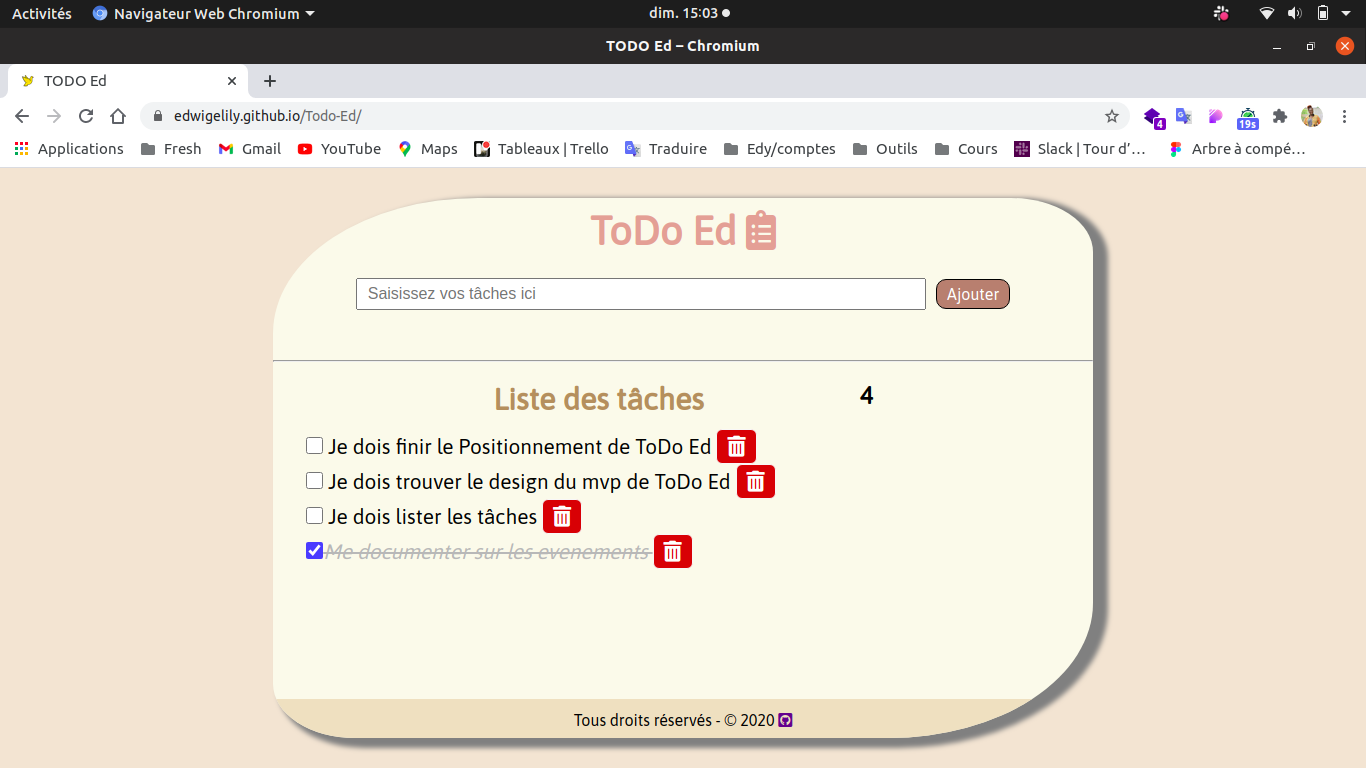 Activités Navigateur Web Chromium dim. 15:03
TODO Ed – Chromium
TODO Ed
edwigelily.github.io/Todo-Ed/ 4 19s
Applications Fresh Gmail YouTube Maps Tableaux | Trello Traduire Edy/comptes Outils Cours Slack | Tour d'… Arbre à compé…
ToDo Ed
Saisissez vos tâches ici Ajouter
Liste des tâches 4
Je dois finir le Positionnement de ToDo Ed
Je dois trouver le design du mvp de ToDo Ed
Je dois lister les tâches
Me documenter sur les evenements
Tous droits réservés - © 2020